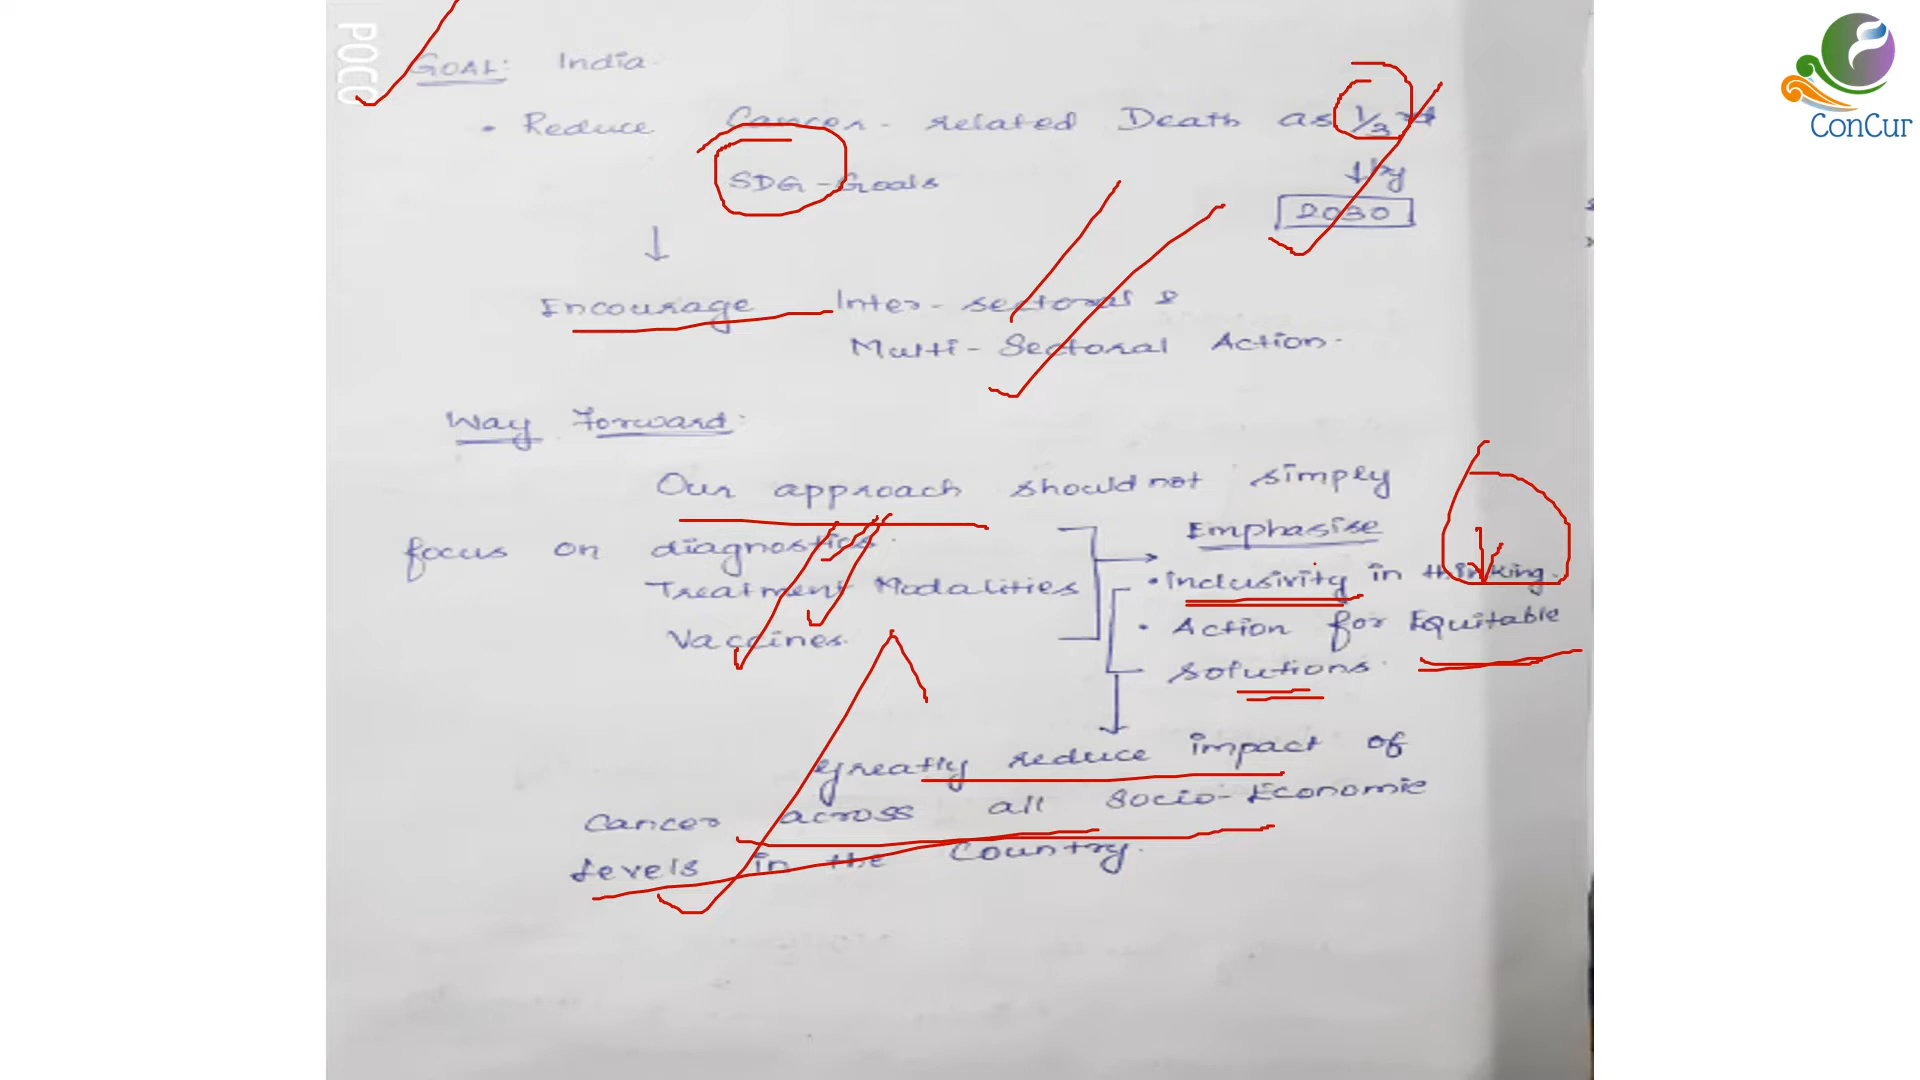 POCO
GOAL: India.
• Reduce Cancer-related Death as 1/3rd
SDG-Goals
↓ by
2030
↓
Encourage Inter-sectoral &
Multi-Sectoral Action.
Way Forward:
Our approach should not simply
focus on diagnostics.
Treatment Modalities
Vaccines.
Emphasise
• Inclusivity in thinking.
• Action for Equitable
solutions.
Greatly reduce impact of
Cancer across all Socio-Economic
levels in the Country.
ConCur